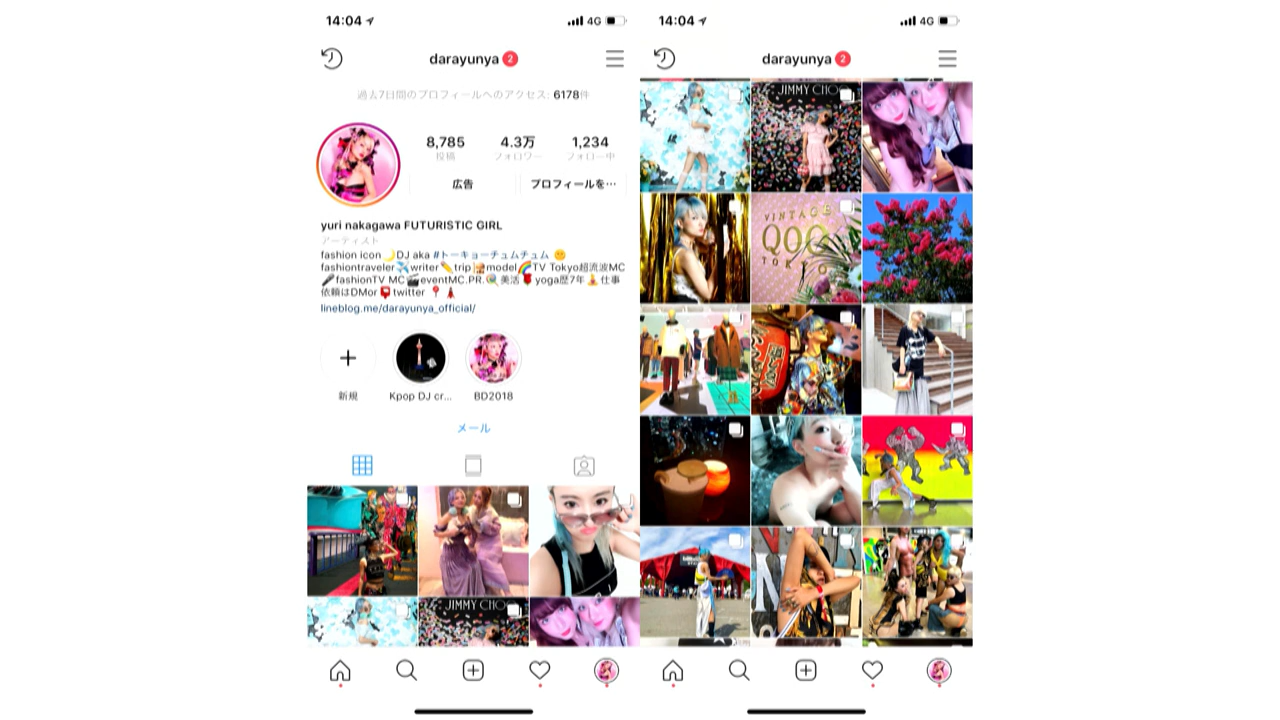 14:04
4G
darayunya 2
過去7日間のプロフィールへのアクセス: 6178件
8,785
4.3万
1,234
投稿
フォロワー
フォロー中
広告
プロフィールを…
yuri nakagawa FUTURISTIC GIRL
アーティスト
fashion icon 🌙DJ aka #トーキョーチュムチュム
fashiontraveler✈️writer✏️trip model🌈TV Tokyo超流波MC
🎤fashionTV MC🎬eventMC.PR. 美活🌹yoga歴7年 仕事
依頼はDMor📮twitter 📍🗼
lineblog.me/darayunya_official/
新規
Kpop DJ cr...
BD2018
メール
JIMMY CHOO
14:04
4G
darayunya 2
JIMMY CHOO
VINTAGE
QOO
TOKYO